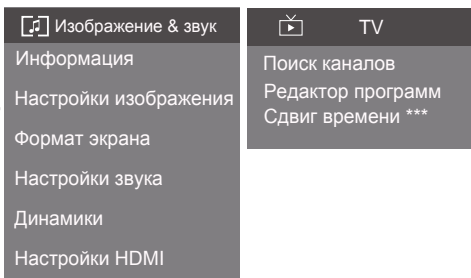 Изображение & звук
Информация
Настройки изображения
Формат экрана
Настройки звука
Динамики
Настройки HDMI
TV
Поиск каналов
Редактор программ
Сдвиг времени ***